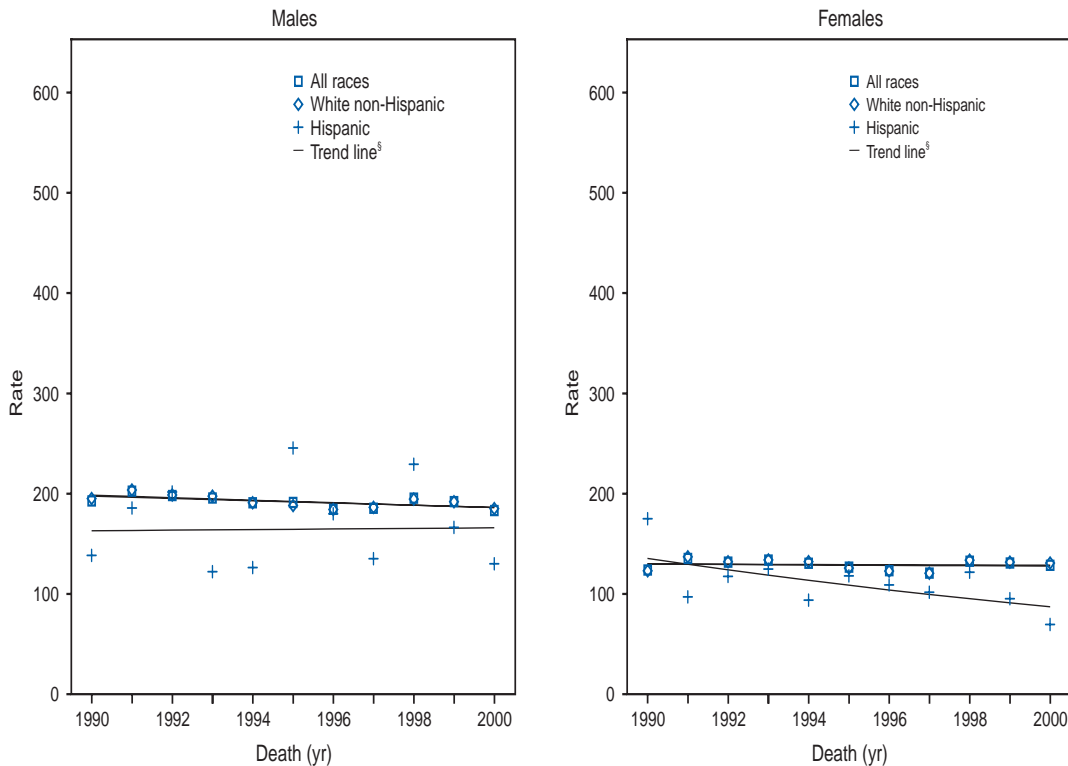 Males
All races
White non-Hispanic
Hispanic
Trend line§
600
500
400
300
200
100
0
Rate
1990 1992 1994 1996 1998 2000
Death (yr)
Females
All races
White non-Hispanic
Hispanic
Trend line§
600
500
400
300
200
100
0
Rate
1990 1992 1994 1996 1998 2000
Death (yr)